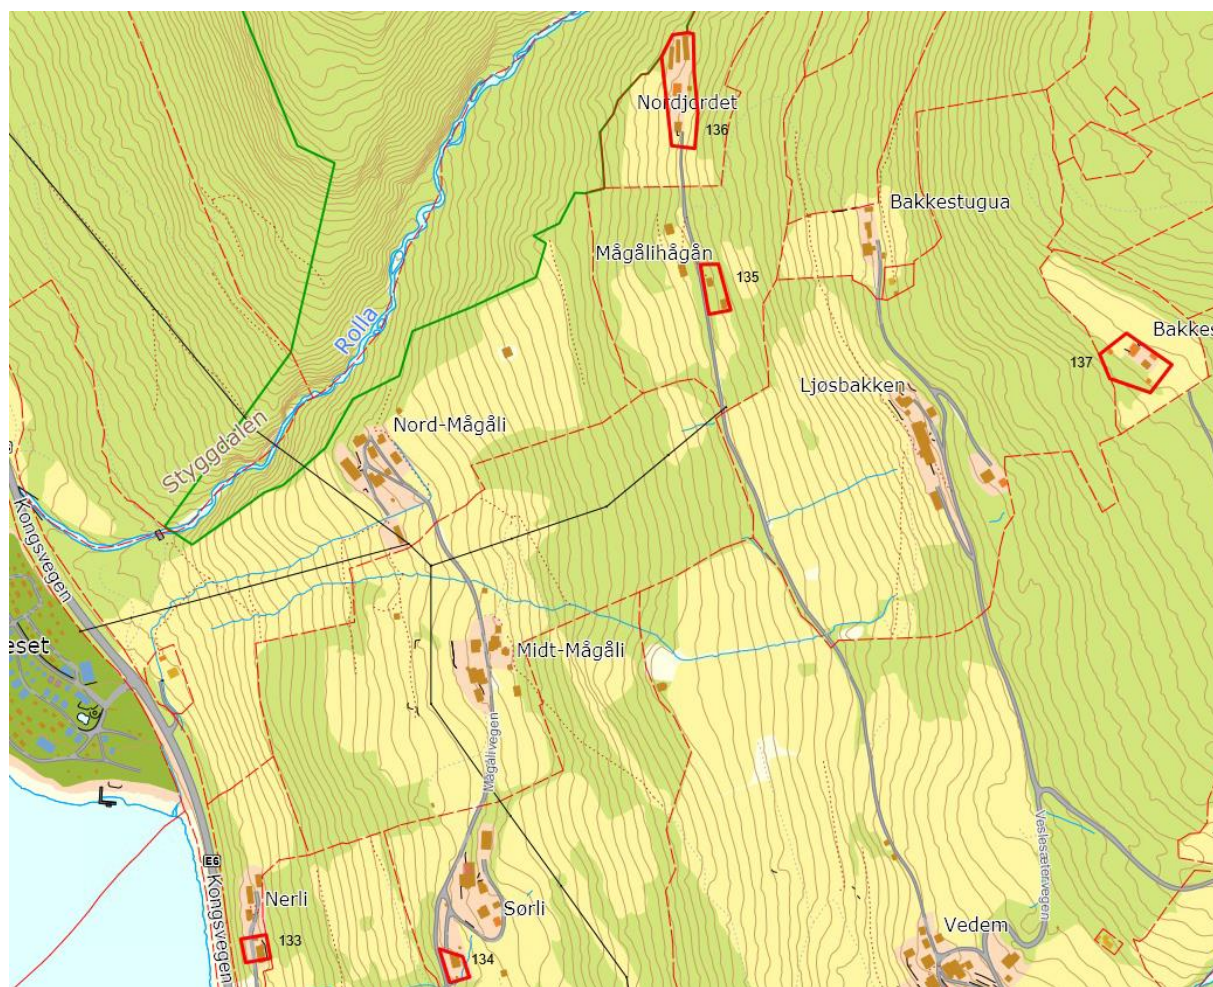 Nordjordet
136
Bakkestugua
Mågålihågån
135
Rolla
Bakkes
137
Ljøsbakken
Nord-Mågåli
Styggdalen
Kongsvegen
eset
Midt-Mågåli
Mågålivegen
Veslesætervegen
E6
Kongsvegen
Nerli
Sørli
Vedem
133
134